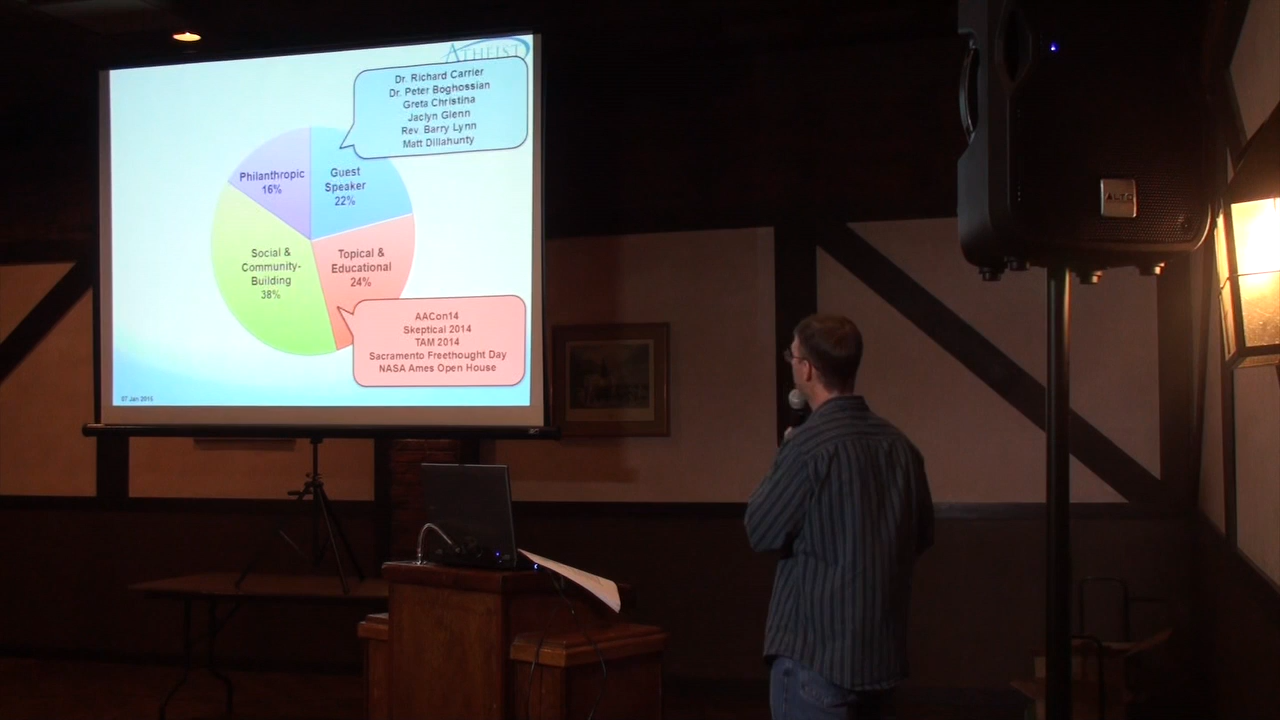 ATHEIST
Dr. Richard Carrier
Dr. Peter Boghossian
Greta Christina
Jaclyn Glenn
Rev. Barry Lynn
Matt Dillahunty
Philanthropic
16%
Guest
Speaker
22%
Social &
Community-
Building
38%
Topical &
Educational
24%
AACon14
Skeptical 2014
TAM 2014
Sacramento Freethought Day
NASA Ames Open House
07 Jan 2015
ALTO